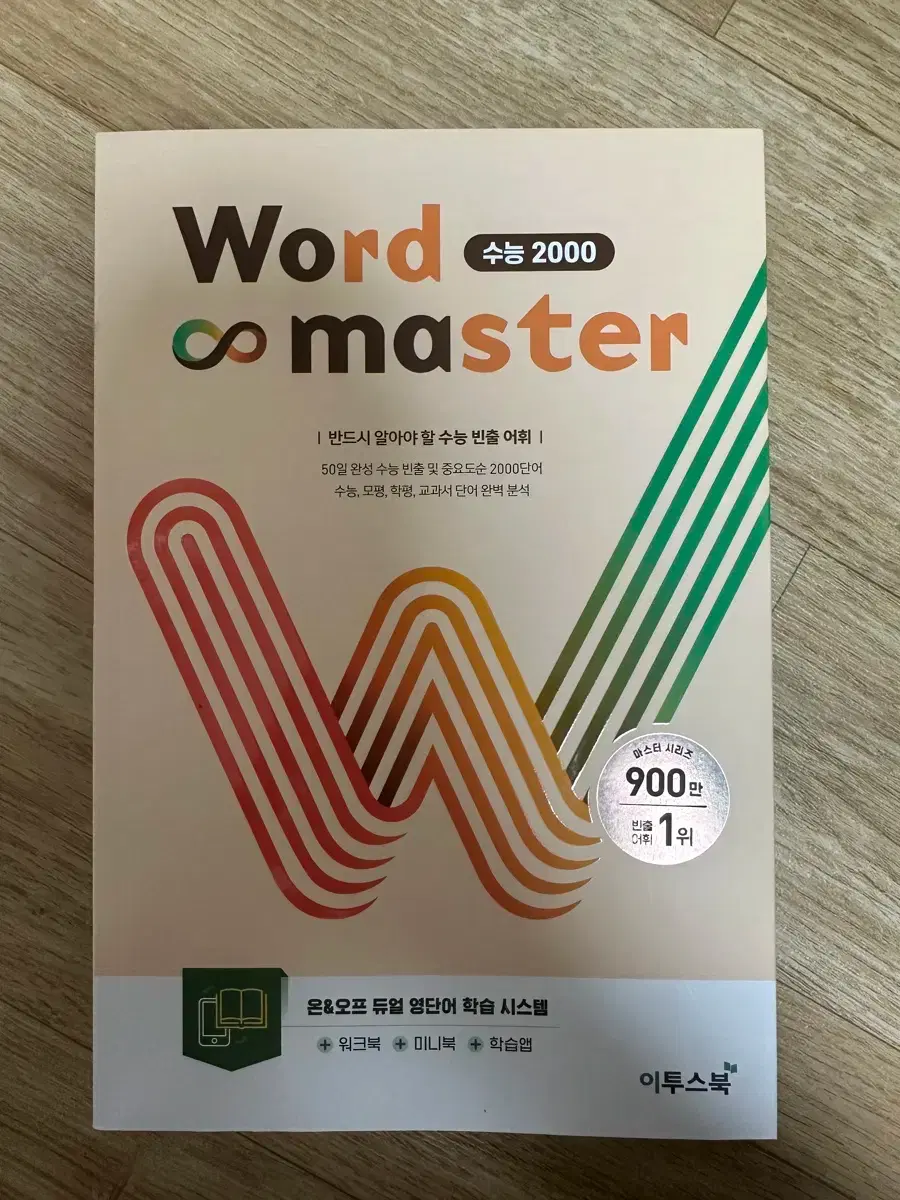 Word 수능 2000
master
| 반드시 알아야 할 수능 빈출 어휘 |
50일 완성 수능 빈출 및 중요도순 2000단어
수능, 모평, 학평, 교과서 단어 완벽 분석
마스터 시리즈
900만
빈출 어휘 1위
온&오프 듀얼 영단어 학습 시스템
+ 워크북 + 미니북 + 학습앱
이투스북